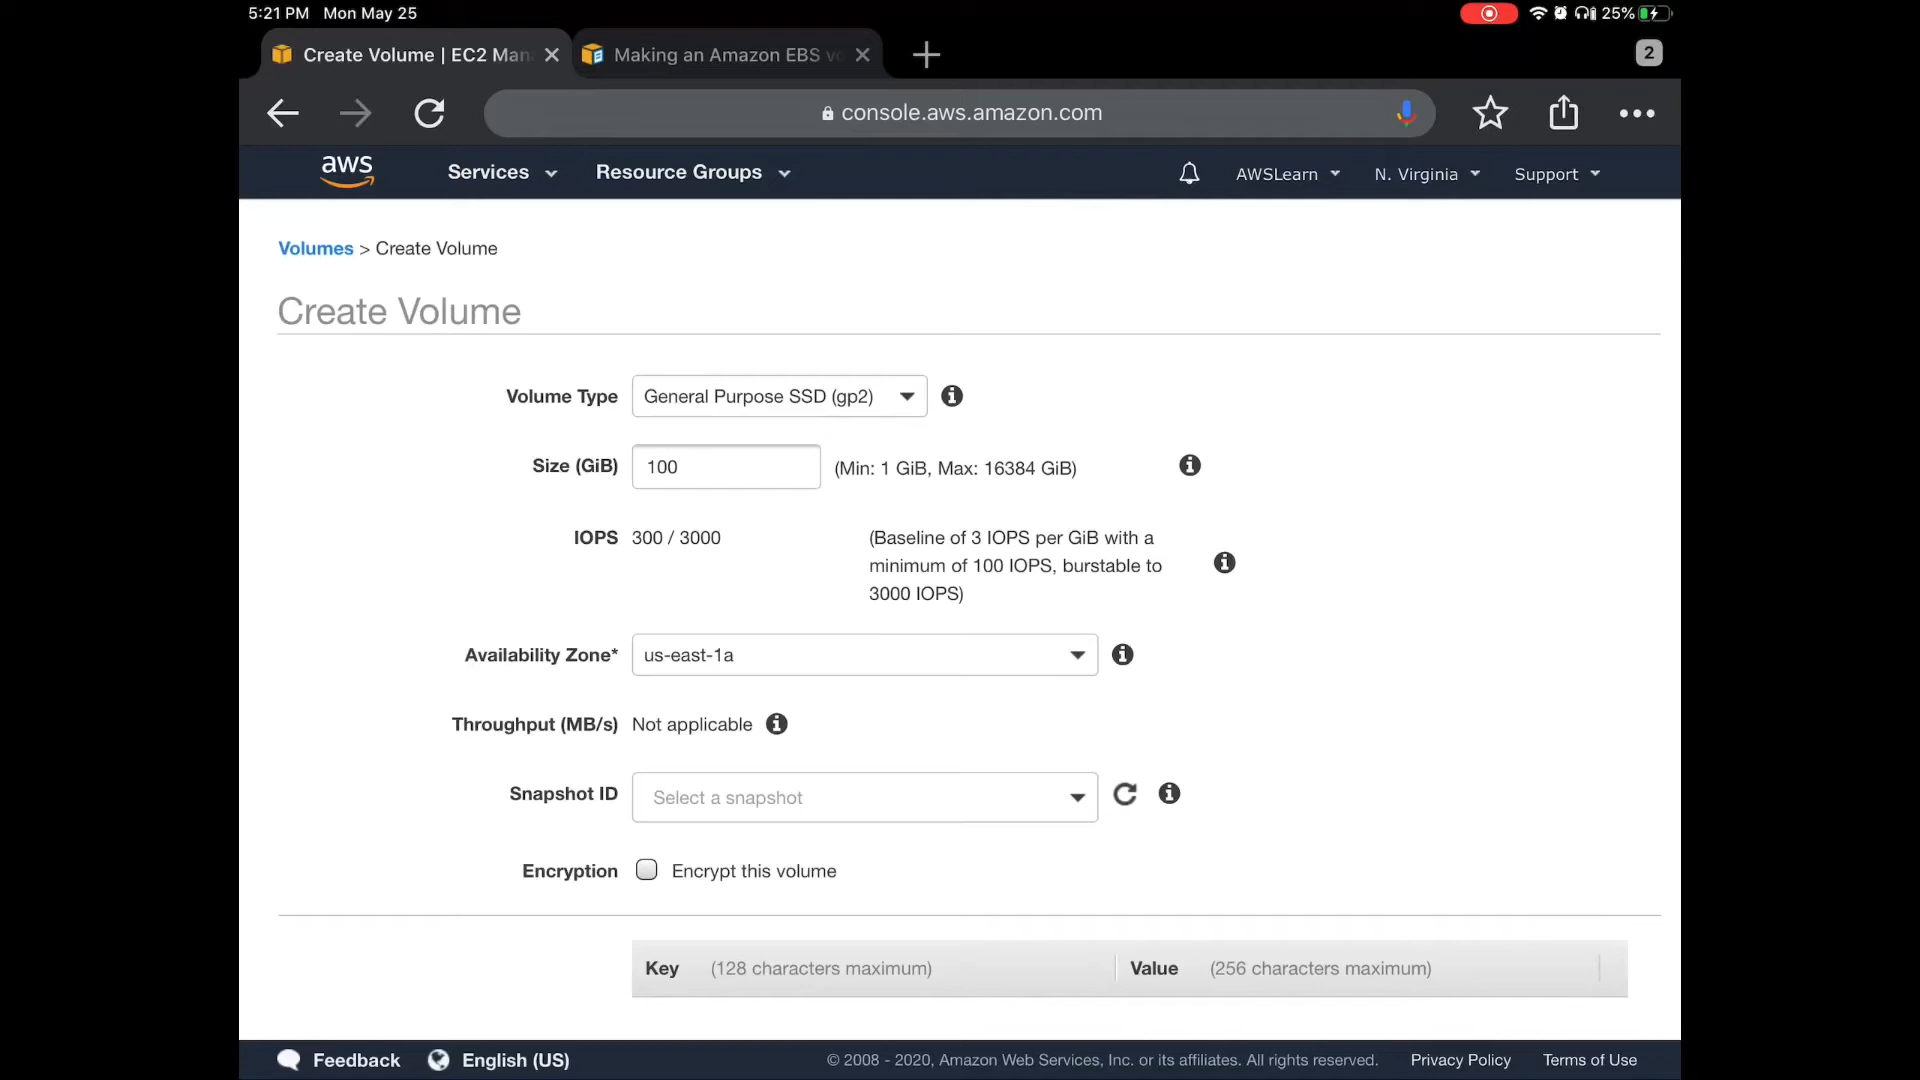 5:21 PM Mon May 25
25%
Create Volume | EC2 Man
Making an Amazon EBS vo
2
console.aws.amazon.com
aws
Services
Resource Groups
AWSLearn
N. Virginia
Support
Volumes > Create Volume
Create Volume
Volume Type General Purpose SSD (gp2)
Size (GiB) 100 (Min: 1 GiB, Max: 16384 GiB)
IOPS 300 / 3000 (Baseline of 3 IOPS per GiB with a
minimum of 100 IOPS, burstable to
3000 IOPS)
Availability Zone* us-east-1a
Throughput (MB/s) Not applicable
Snapshot ID Select a snapshot
Encryption Encrypt this volume
Key (128 characters maximum) Value (256 characters maximum)
Feedback English (US) © 2008 - 2020, Amazon Web Services, Inc. or its affiliates. All rights reserved. Privacy Policy Terms of Use